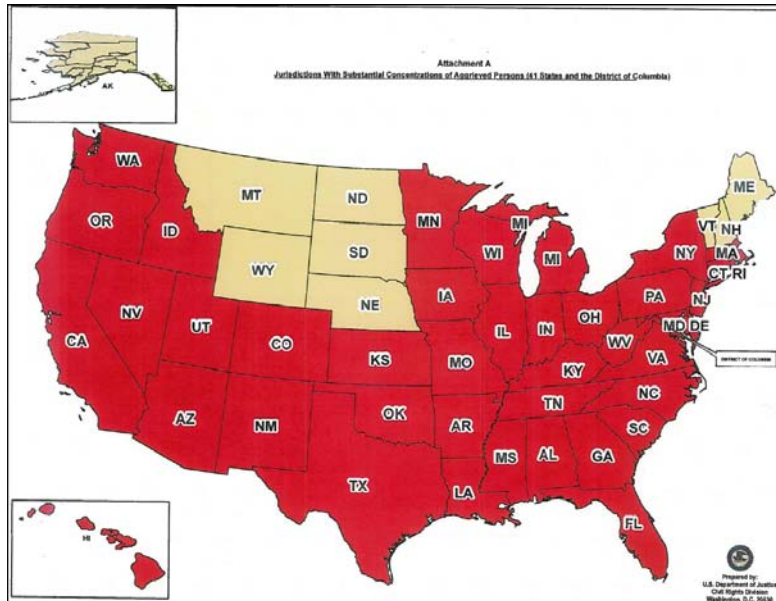 Attachment A
Jurisdictions With Substantial Concentrations of Aggrieved Persons (41 States and the District of Columbia)
AK
WA
MT
ND
MN
MI
ME
VT
NH
OR
ID
WY
SD
WI
MI
NY
MA
CT
RI
NE
IA
PA
NJ
NV
UT
CO
KS
MO
IL
IN
OH
WV
MD
DE
DISTRICT OF COLUMBIA
CA
KY
VA
AZ
NM
OK
AR
TN
NC
SC
TX
LA
MS
AL
GA
FL
HI
Prepared by:
U.S. Department of Justice
Civil Rights Division
Washington, D.C. 20530